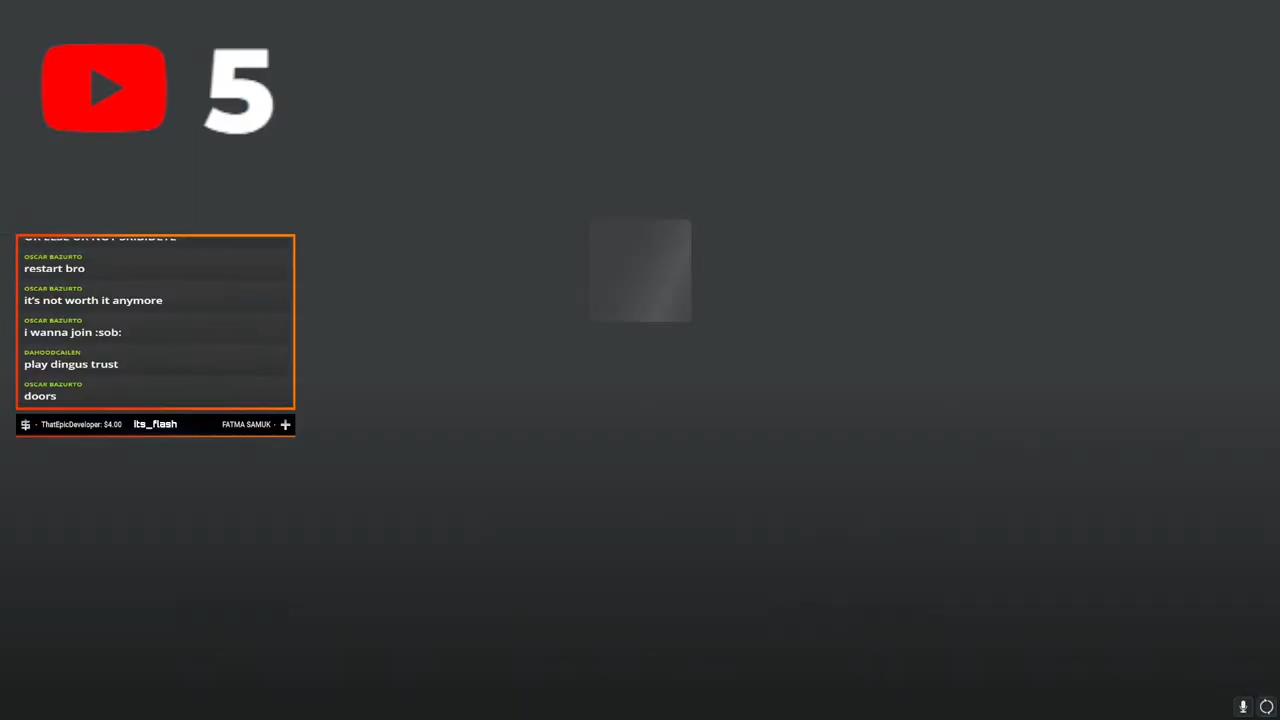 5
OSCAR BAZURTO
restart bro
OSCAR BAZURTO
it's not worth it anymore
OSCAR BAZURTO
i wanna join :sob:
DAHOODCAILEN
play dingus trust
OSCAR BAZURTO
doors
$ · ThatEpicDeveloper: $4.00 its_flash FATMA SAMUK · +